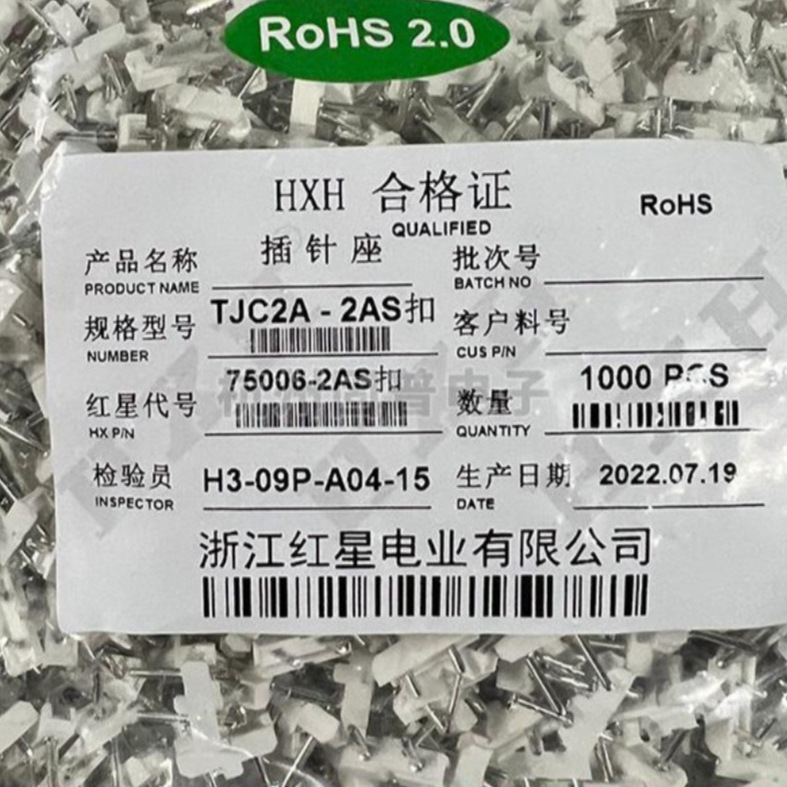 RoHS 2.0
HXH 合格证
QUALIFIED
RoHS
产品名称 插针座
PRODUCT NAME
批次号
BATCH NO
规格型号 TJC2A-2AS扣
NUMBER
客户料号
CUS P/N
红星代号 75006-2AS扣
HX P/N
数量 1000 PCS
QUANTITY
检验员 H3-09P-A04-15
INSPECTOR
生产日期 2022.07.19
DATE
浙江红星电业有限公司